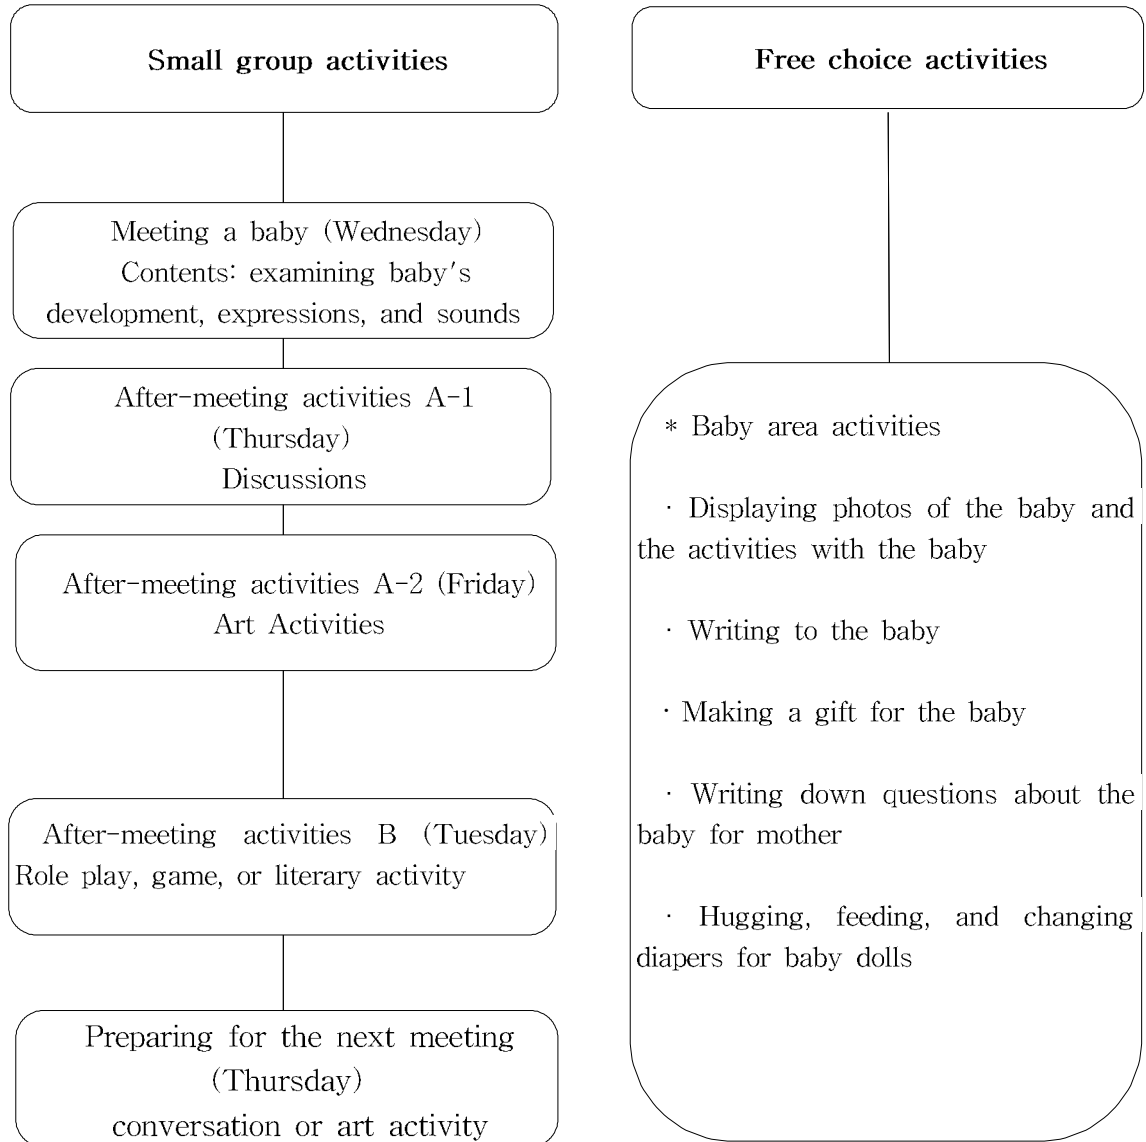 Small group activities
Meeting a baby (Wednesday)
Contents: examining baby's
development, expressions, and sounds
After-meeting activities A-1
(Thursday)
Discussions
After-meeting activities A-2 (Friday)
Art Activities
After-meeting activities B (Tuesday)
Role play, game, or literary activity
Preparing for the next meeting
(Thursday)
conversation or art activity
Free choice activities
* Baby area activities
· Displaying photos of the baby and
the activities with the baby
· Writing to the baby
· Making a gift for the baby
· Writing down questions about the
baby for mother
· Hugging, feeding, and changing
diapers for baby dolls